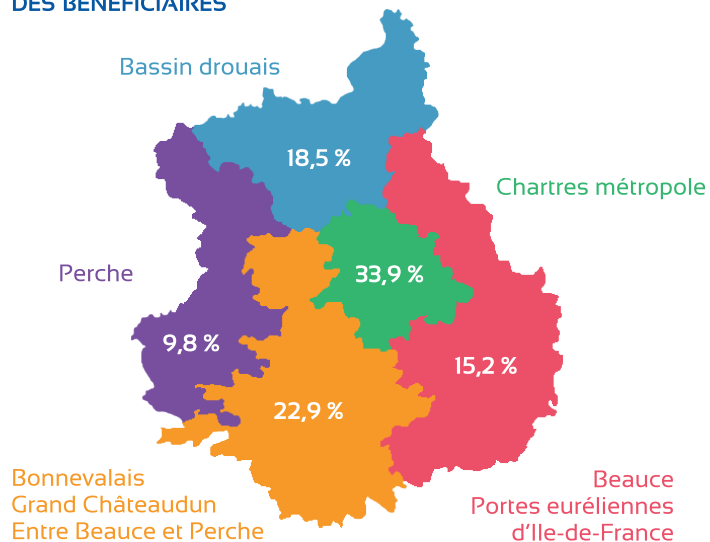 DES BÉNÉFICIAIRES
Bassin drouais
18,5 %
Chartres métropole
Perche
33,9 %
9,8 %
15,2 %
22,9 %
Bonnevalais
Grand Châteaudun
Entre Beauce et Perche
Beauce
Portes euréliennes
d'Ile-de-France